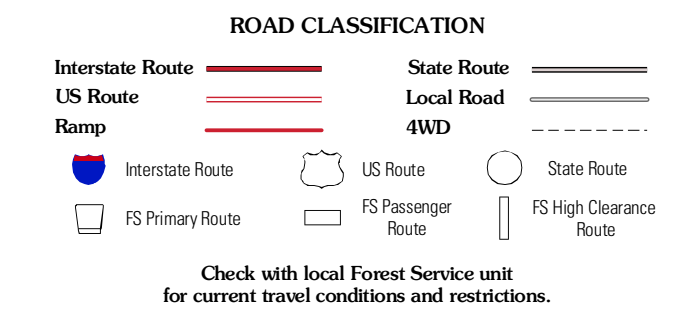 ROAD CLASSIFICATION
Interstate Route
State Route
US Route
Local Road
Ramp
4WD
Interstate Route
US Route
State Route
FS Primary Route
FS Passenger
Route
FS High Clearance
Route
Check with local Forest Service unit
for current travel conditions and restrictions.